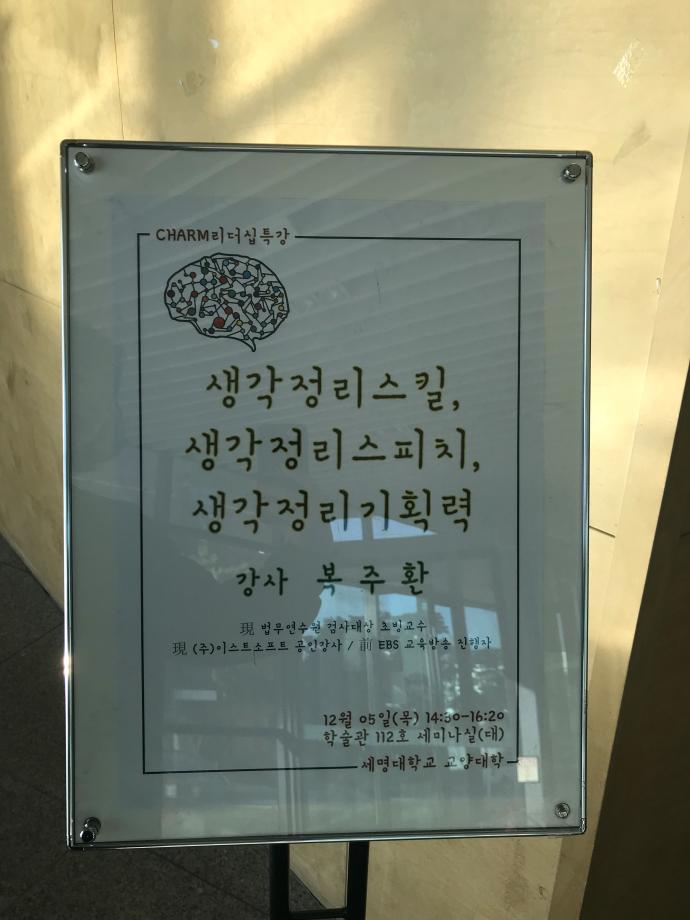 CHARM리더십특강
생각정리스킬,
생각정리스피치,
생각정리기획력
강사 복주환
現 법무연수원 검사대상 초빙교수
現 (주)이스트소프트 공인강사 / 前 EBS 교육방송 진행자
12월 05일(목) 14:30-16:20
학술관 112호 세미나실(대)
세명대학교 교양대학